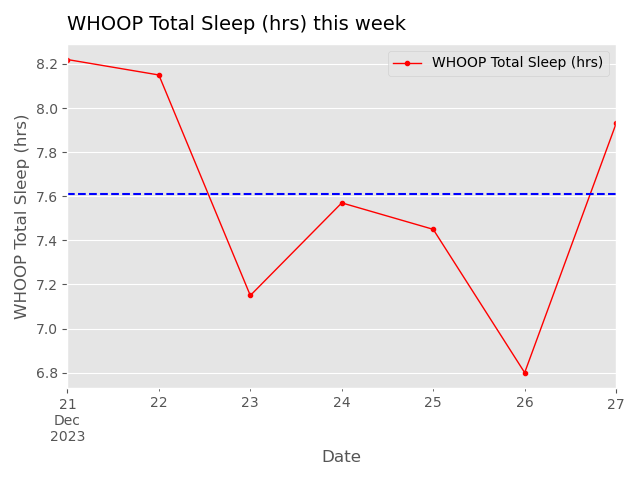 WHOOP Total Sleep (hrs) this week
WHOOP Total Sleep (hrs)
WHOOP Total Sleep (hrs)
8.2
8.0
7.8
7.6
7.4
7.2
7.0
6.8
21 22 23 24 25 26 27
Dec
2023
Date